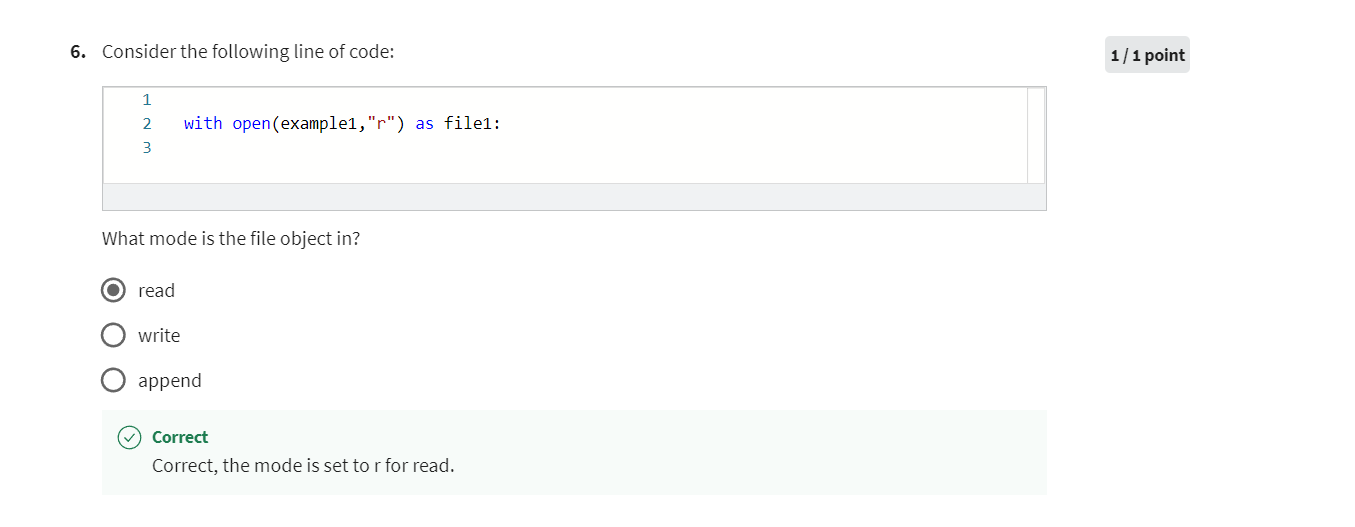 6. Consider the following line of code:
1 / 1 point
1
2 with open(example1,"r") as file1:
3
What mode is the file object in?
read
write
append
Correct
Correct, the mode is set to r for read.